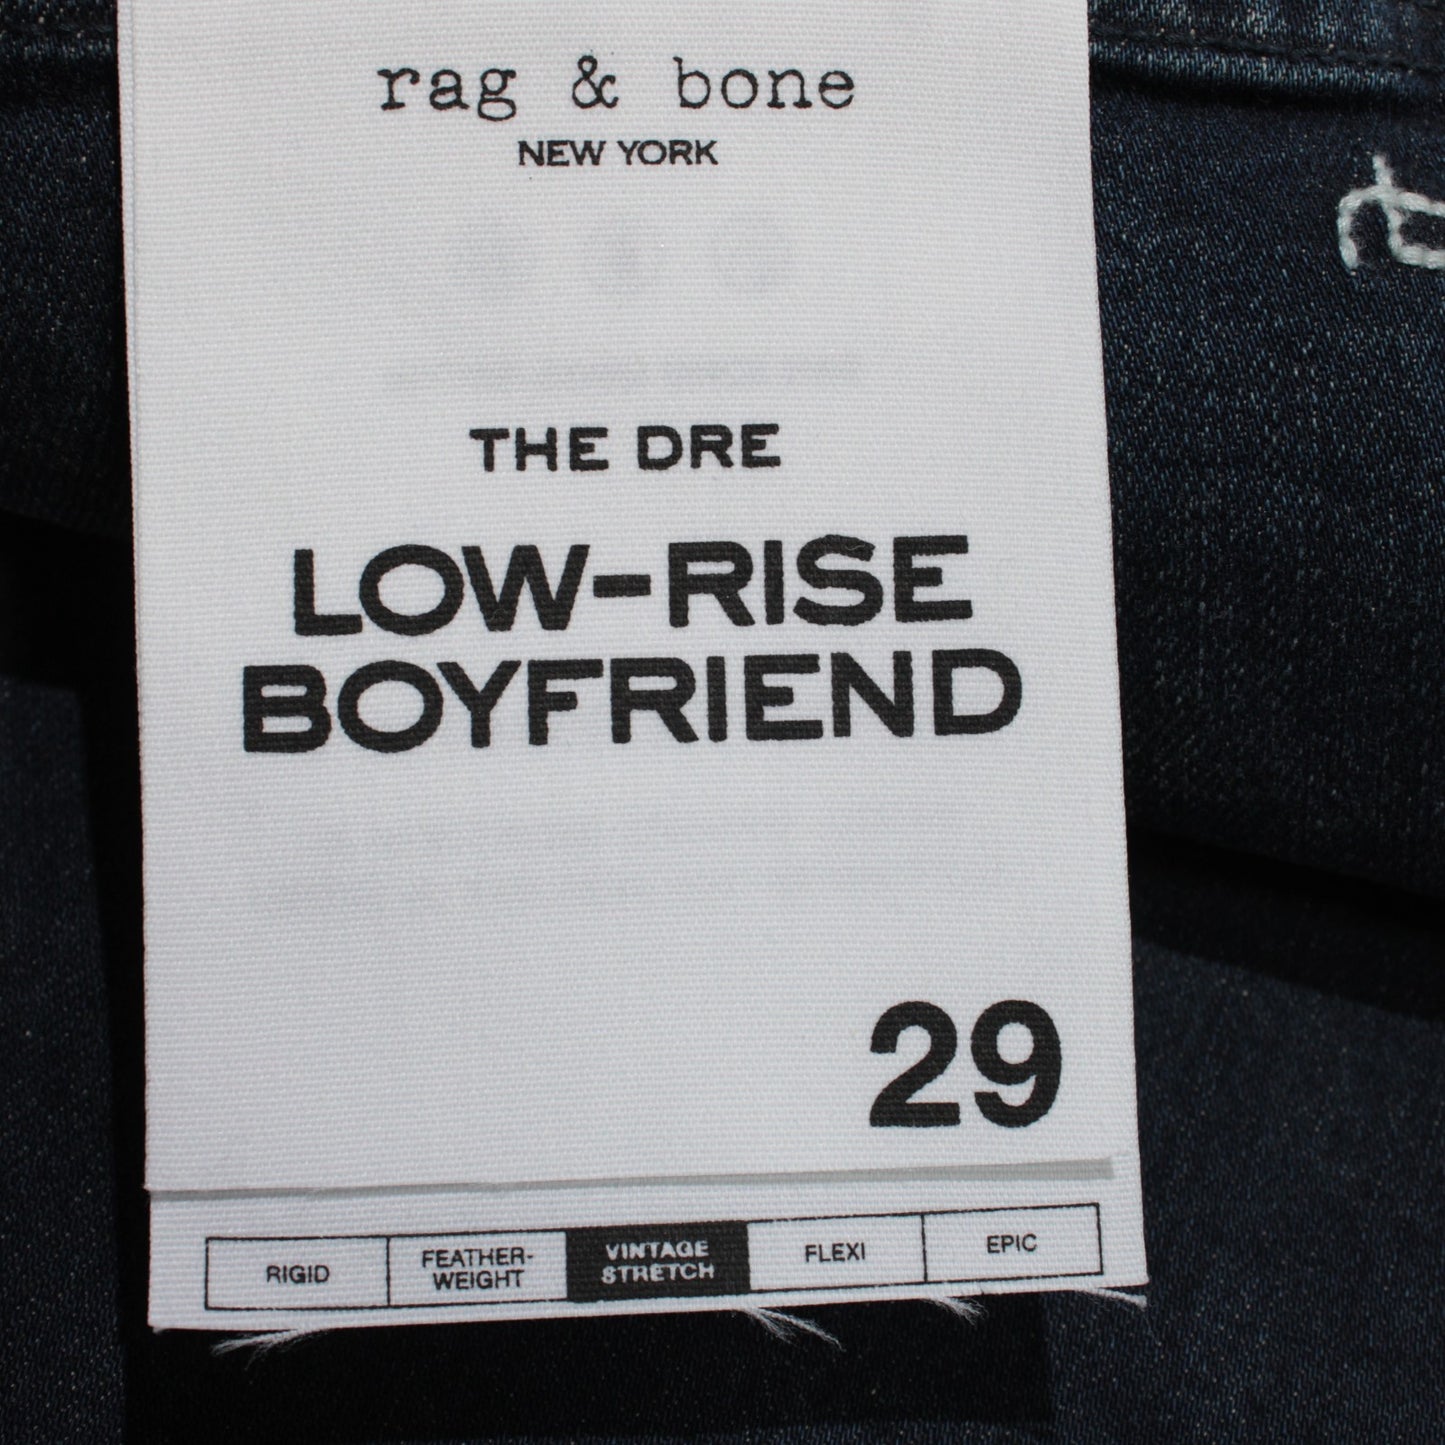 rag & bone
NEW YORK
THE DRE
LOW-RISE
BOYFRIEND
29
RIGID
FEATHER-
WEIGHT
VINTAGE
STRETCH
FLEXI
EPIC